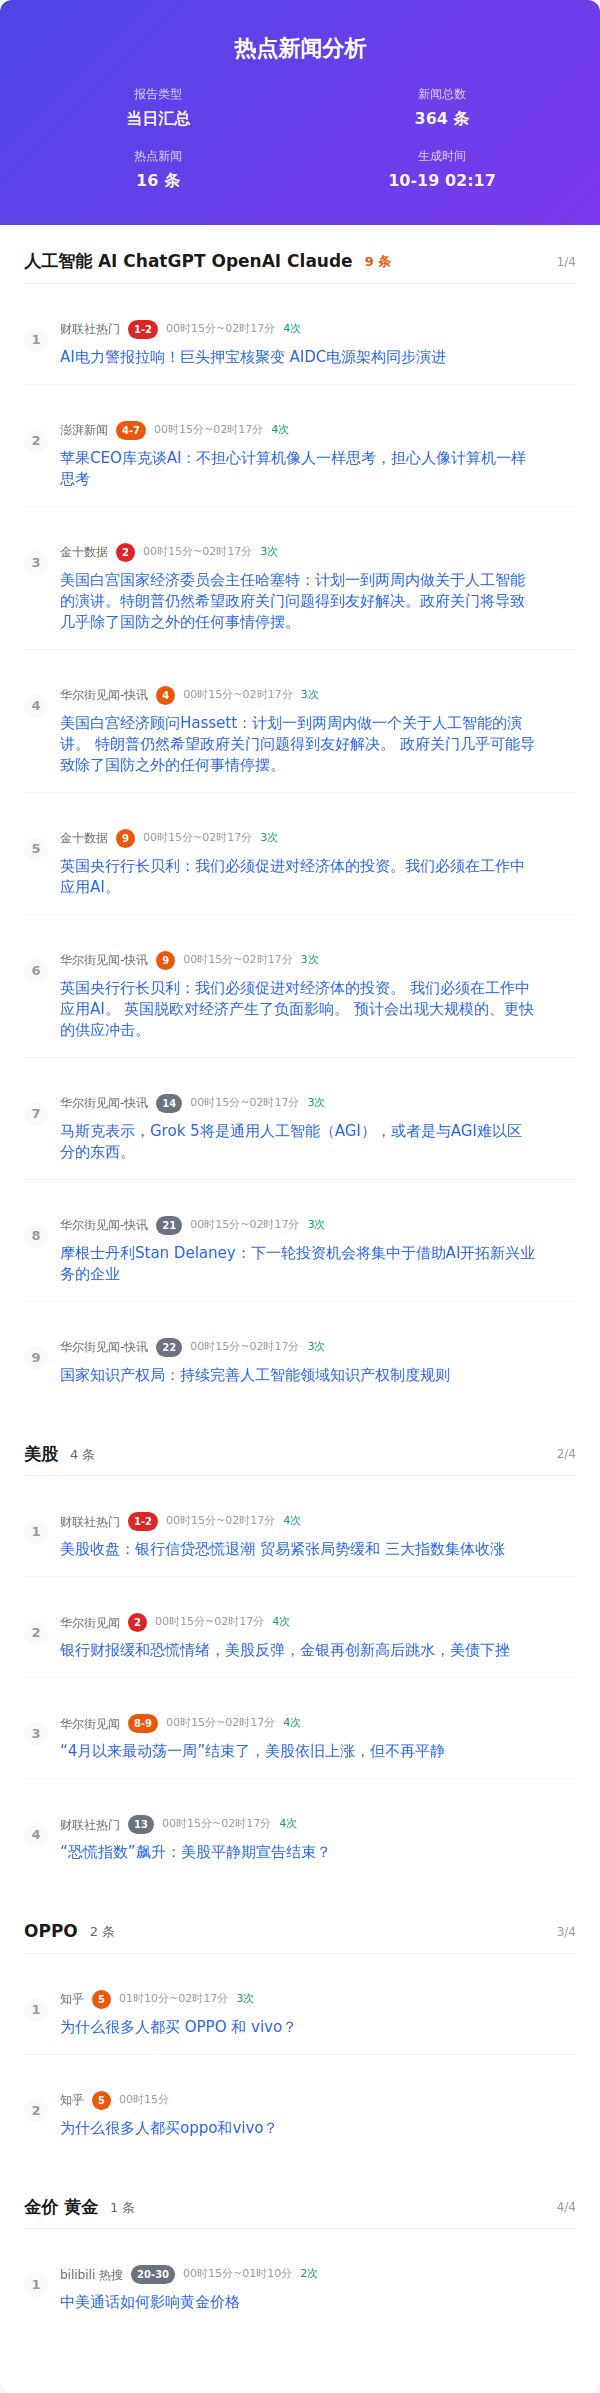 热点新闻分析
报告类型
当日汇总
新闻总数
364 条
热点新闻
16 条
生成时间
10-19 02:17
人工智能 AI ChatGPT OpenAI Claude 9 条 1/4
1
财联社热门 1-2 00时15分~02时17分 4次
AI电力警报拉响！巨头押宝核聚变 AIDC电源架构同步演进
2
澎湃新闻 4-7 00时15分~02时17分 4次
苹果CEO库克谈AI：不担心计算机像人一样思考，担心人像计算机一样
思考
3
金十数据 2 00时15分~02时17分 3次
美国白宫国家经济委员会主任哈塞特：计划一到两周内做关于人工智能
的演讲。特朗普仍然希望政府关门问题得到友好解决。政府关门将导致
几乎除了国防之外的任何事情停摆。
4
华尔街见闻-快讯 4 00时15分~02时17分 3次
美国白宫经济顾问Hassett：计划一到两周内做一个关于人工智能的演
讲。 特朗普仍然希望政府关门问题得到友好解决。 政府关门几乎可能导
致除了国防之外的任何事情停摆。
5
金十数据 9 00时15分~02时17分 3次
英国央行行长贝利：我们必须促进对经济体的投资。我们必须在工作中
应用AI。
6
华尔街见闻-快讯 9 00时15分~02时17分 3次
英国央行行长贝利：我们必须促进对经济体的投资。 我们必须在工作中
应用AI。 英国脱欧对经济产生了负面影响。 预计会出现大规模的、更快
的供应冲击。
7
华尔街见闻-快讯 14 00时15分~02时17分 3次
马斯克表示，Grok 5将是通用人工智能（AGI），或者是与AGI难以区
分的东西。
8
华尔街见闻-快讯 21 00时15分~02时17分 3次
摩根士丹利Stan Delaney：下一轮投资机会将集中于借助AI开拓新兴业
务的企业
9
华尔街见闻-快讯 22 00时15分~02时17分 3次
国家知识产权局：持续完善人工智能领域知识产权制度规则
美股 4 条 2/4
1
财联社热门 1-2 00时15分~02时17分 4次
美股收盘：银行信贷恐慌退潮 贸易紧张局势缓和 三大指数集体收涨
2
华尔街见闻 2 00时15分~02时17分 4次
银行财报缓和恐慌情绪，美股反弹，金银再创新高后跳水，美债下挫
3
华尔街见闻 8-9 00时15分~02时17分 4次
“4月以来最动荡一周”结束了，美股依旧上涨，但不再平静
4
财联社热门 13 00时15分~02时17分 4次
“恐慌指数”飙升：美股平静期宣告结束？
OPPO 2 条 3/4
1
知乎 5 01时10分~02时17分 3次
为什么很多人都买 OPPO 和 vivo？
2
知乎 5 00时15分
为什么很多人都买oppo和vivo？
金价 黄金 1 条 4/4
1
bilibili 热搜 20-30 00时15分~01时10分 2次
中美通话如何影响黄金价格